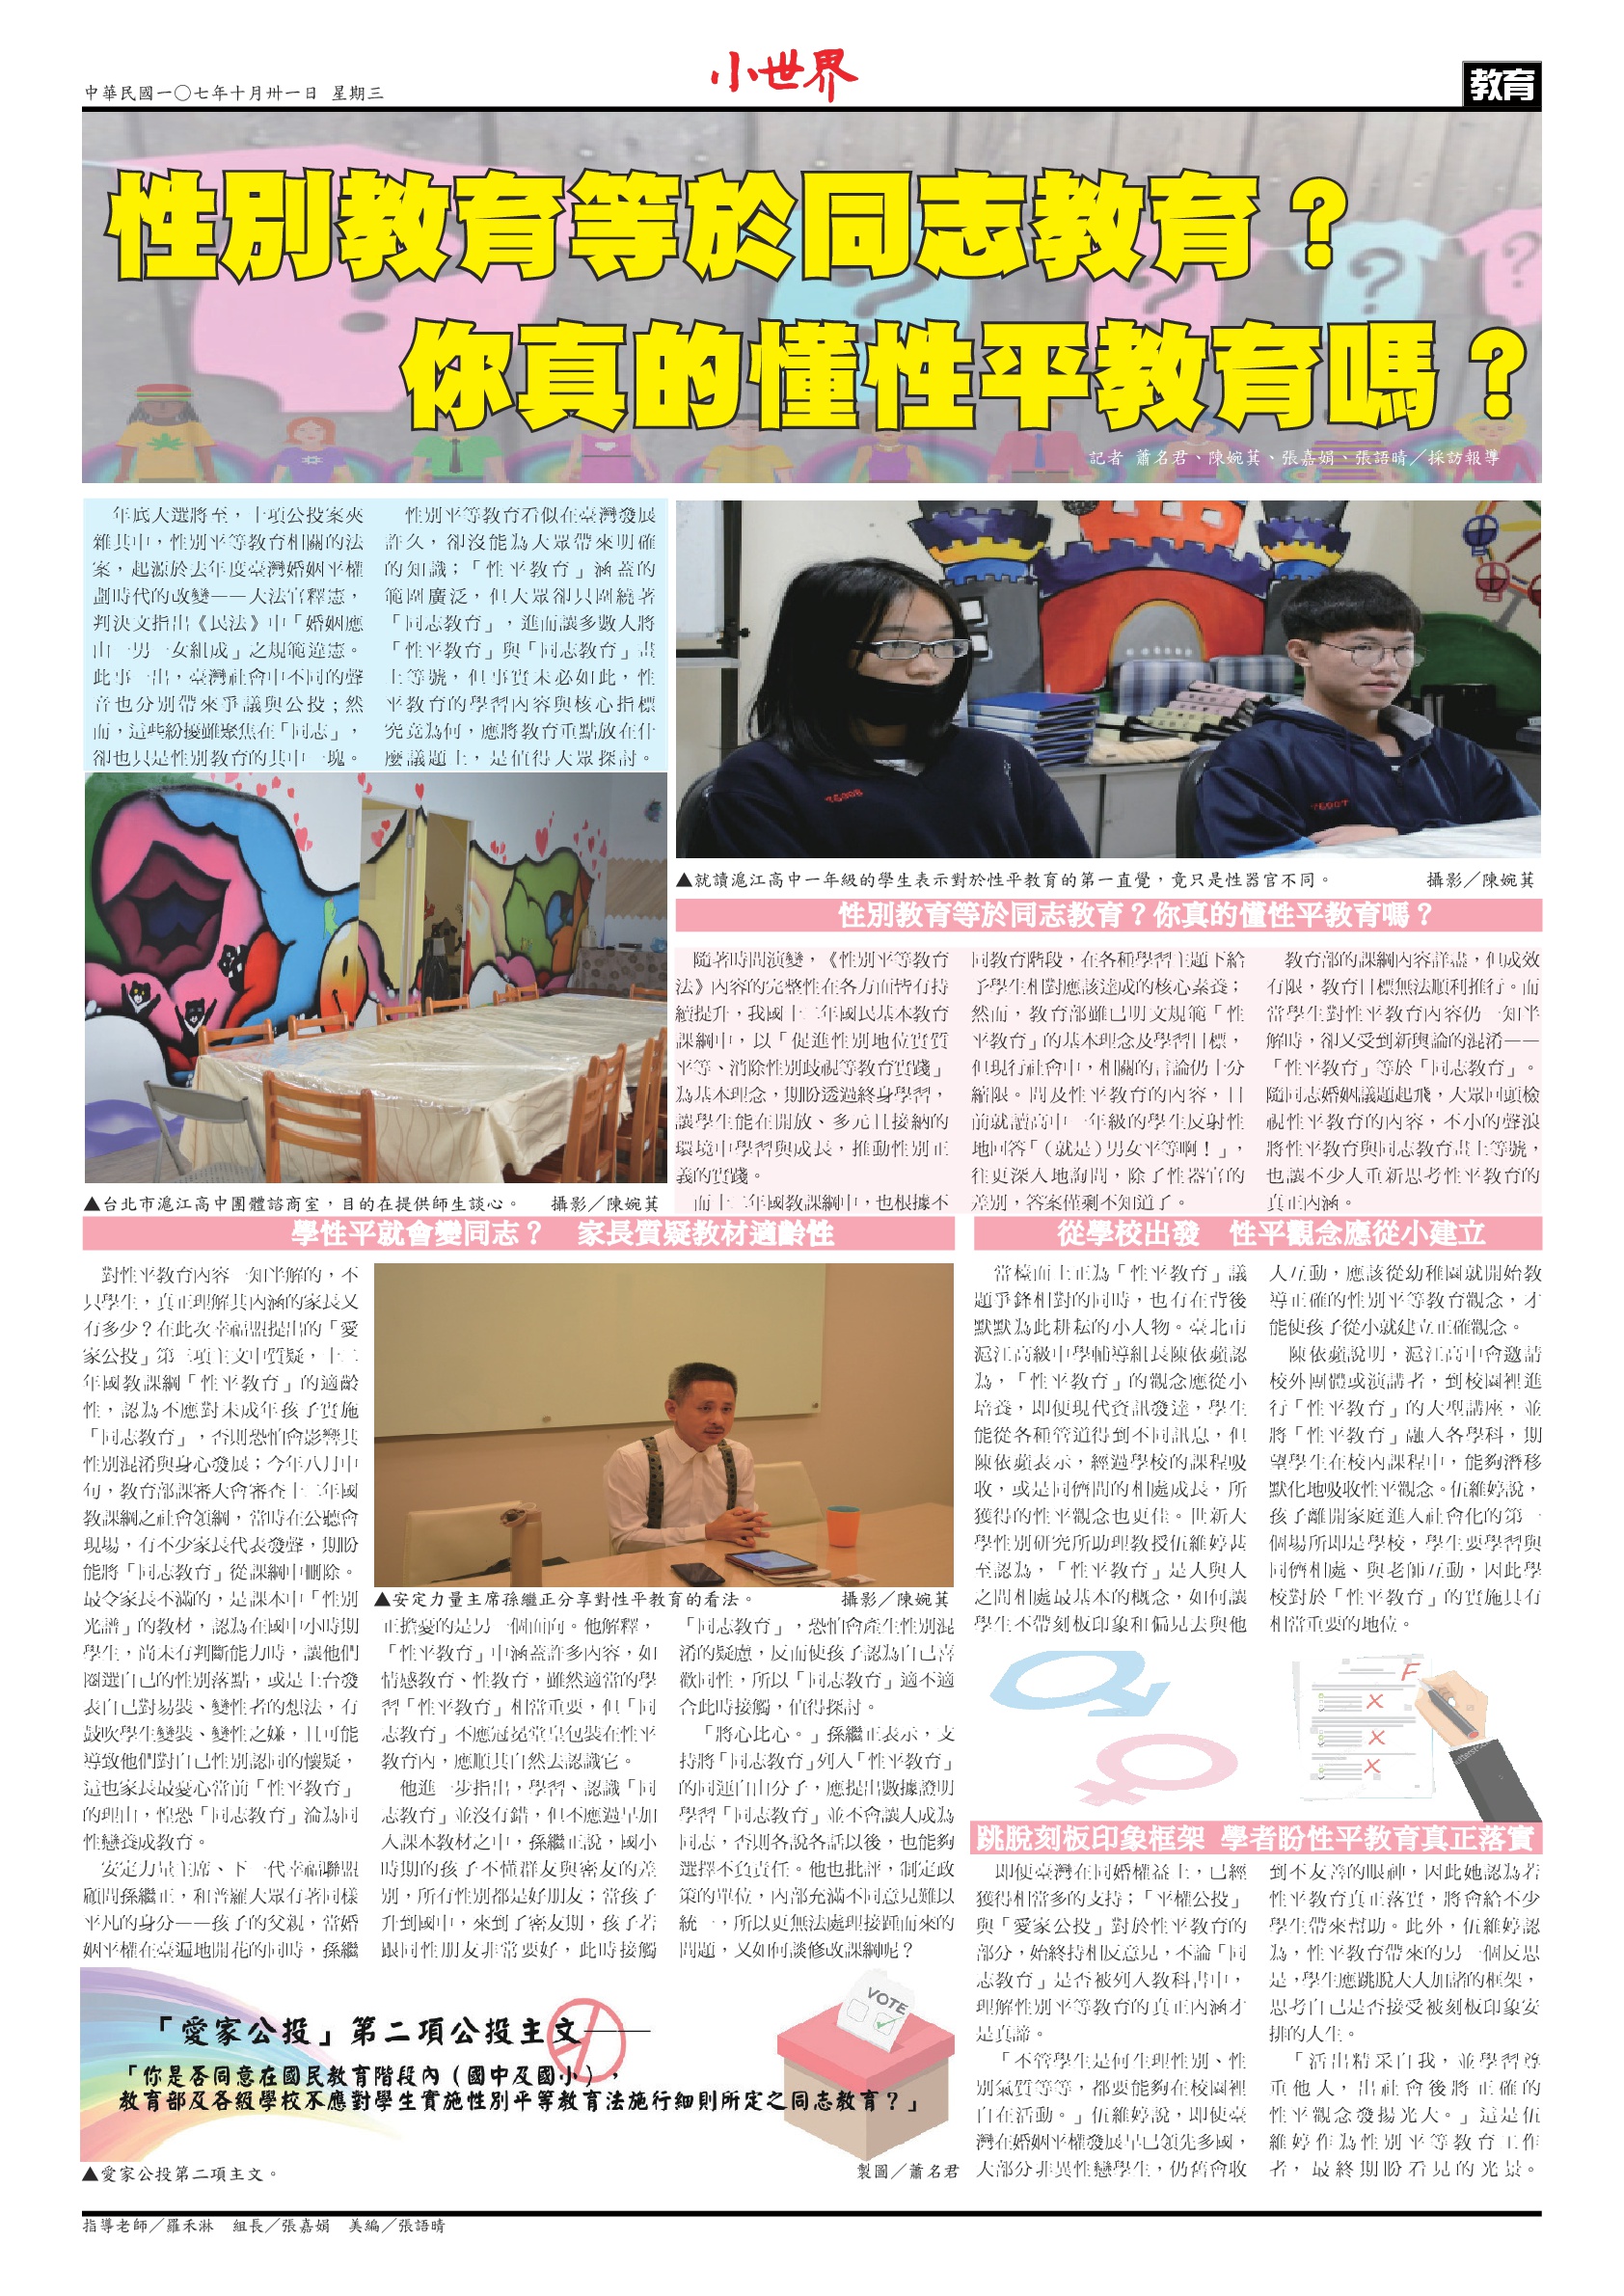 中華民國一〇七年十月卅一日 星期三
小世界
教育
性別教育等於同志教育？
你真的懂性平教育嗎？
記者 蕭名君、陳婉萁、張嘉娟、張語晴／採訪報導
年底大選將至，十項公投案夾
雜其中，性別平等教育相關的法
案，起源於去年度臺灣婚姻平權
劃時代的改變——大法官釋憲，
判決文指出《民法》中「婚姻應
由一男一女組成」之規範違憲。
此事一出，臺灣社會中不同的聲
音也分別帶來爭議與公投；然
而，這些紛擾雖聚焦在「同志」，
卻也只是性別教育的其中一塊。
性別平等教育看似在臺灣發展
許久，卻沒能為大眾帶來明確
的知識；「性平教育」涵蓋的
範圍廣泛，但大眾卻只圍繞著
「同志教育」，進而讓多數人將
「性平教育」與「同志教育」畫
上等號，但事實未必如此，性
平教育的學習內容與核心指標
究竟為何，應將教育重點放在什
麼議題上，是值得大眾探討。
▲就讀滬江高中一年級的學生表示對於性平教育的第一直覺，竟只是性器官不同。 攝影／陳婉萁
▲台北市滬江高中團體諮商室，目的在提供師生談心。 攝影／陳婉萁
性別教育等於同志教育？你真的懂性平教育嗎？
隨著時間演變，《性別平等教育
法》內容的完整性在各方面皆有持
續提升，我國十二年國民基本教育
課綱中，以「促進性別地位實質
平等、消除性別歧視等教育實踐」
為基本理念，期盼透過終身學習，
讓學生能在開放、多元且接納的
環境中學習與成長，推動性別正
義的實踐。
而十二年國教課綱中，也根據不
同教育階段，在各種學習主題下給
予學生相對應該達成的核心素養；
然而，教育部雖已明文規範「性
平教育」的基本理念及學習目標，
但現行社會中，相關的言論仍十分
縮限。問及性平教育的內容，目
前就讀高中一年級的學生反射性
地回答「（就是）男女平等啊！」，
往更深入地詢問，除了性器官的
差別，答案僅剩不知道了。
教育部的課綱內容詳盡，但成效
有限，教育目標無法順利推行。而
當學生對性平教育內容仍一知半
解時，卻又受到新輿論的混淆——
「性平教育」等於「同志教育」。
隨同志婚姻議題起飛，大眾回頭檢
視性平教育的內容，不小的聲浪
將性平教育與同志教育畫上等號，
也讓不少人重新思考性平教育的
真正內涵。
學性平就會變同志？　家長質疑教材適齡性
對性平教育內容一知半解的，不
只學生，真正理解其內涵的家長又
有多少？在此次幸福盟提出的「愛
家公投」第三項主文中質疑，十二
年國教課綱「性平教育」的適齡
性，認為不應對未成年孩子實施
「同志教育」，否則恐怕會影響其
性別混淆與身心發展；今年八月中
旬，教育部課審大會審查十二年國
教課綱之社會領綱，當時在公聽會
現場，有不少家長代表發聲，期盼
能將「同志教育」從課綱中刪除。
最令家長不滿的，是課本中「性別
光譜」的教材，認為在國中小時期
學生，尚未有判斷能力時，讓他們
圈選自己的性別落點，或是上台發
表自己對易裝、變性者的想法，有
鼓吹學生變裝、變性之嫌，且可能
導致他們對自己性別認同的懷疑，
這也家長最憂心當前「性平教育」
的理由，惶恐「同志教育」淪為同
性戀養成教育。
安定力量主席、下一代幸福聯盟
顧問孫繼正，和普羅大眾有著同樣
平凡的身分——孩子的父親，當婚
姻平權在臺遍地開花的同時，孫繼
▲安定力量主席孫繼正分享對性平教育的看法。 攝影／陳婉萁
正擔憂的是另一個面向。他解釋，
「性平教育」中涵蓋許多內容，如
情感教育、性教育，雖然適當的學
習「性平教育」相當重要，但「同
志教育」不應冠冕堂皇包裝在性平
教育內，應順其自然去認識它。
他進一步指出，學習、認識「同
志教育」並沒有錯，但不應過早加
入課本教材之中，孫繼正說，國小
時期的孩子不懂群友與密友的差
別，所有性別都是好朋友；當孩子
升到國中，來到了密友期，孩子若
跟同性朋友非常要好，此時接觸
「同志教育」，恐怕會產生性別混
淆的疑慮，反而使孩子認為自己喜
歡同性，所以「同志教育」適不適
合此時接觸，值得探討。
「將心比心。」孫繼正表示，支
持將「同志教育」列入「性平教育」
的同運自由分子，應提出數據證明
學習「同志教育」並不會讓人成為
同志，否則各說各話以後，也能夠
選擇不負責任。他也批評，制定政
策的單位，內部充滿不同意見難以
統一，所以更無法處理接踵而來的
問題，又如何談修改課綱呢？
從學校出發　性平觀念應從小建立
當檯面上正為「性平教育」議
題爭鋒相對的同時，也有在背後
默默為此耕耘的小人物。臺北市
滬江高級中學輔導組長陳依蘋認
為，「性平教育」的觀念應從小
培養，即使現代資訊發達，學生
能從各種管道得到不同訊息，但
陳依蘋表示，經過學校的課程吸
收，或是同儕間的相處成長，所
獲得的性平觀念也更佳。世新大
學性別研究所助理教授伍維婷甚
至認為，「性平教育」是人與人
之間相處最基本的概念，如何讓
學生不帶刻板印象和偏見去與他
人互動，應該從幼稚園就開始教
導正確的性別平等教育觀念，才
能使孩子從小就建立正確觀念。
陳依蘋說明，滬江高中會邀請
校外團體或演講者，到校園裡進
行「性平教育」的大型講座，並
將「性平教育」融入各學科，期
望學生在校內課程中，能夠潛移
默化地吸收性平觀念。伍維婷說，
孩子離開家庭進入社會化的第一
個場所即是學校，學生要學習與
同儕相處、與老師互動，因此學
校對於「性平教育」的實施具有
相當重要的地位。
F
跳脫刻板印象框架 學者盼性平教育真正落實
即使臺灣在同婚權益上，已經
獲得相當多的支持；「平權公投」
與「愛家公投」對於性平教育的
部分，始終持相反意見，不論「同
志教育」是否被列入教科書中，
理解性別平等教育的真正內涵才
是真諦。
「不管學生是何生理性別、性
別氣質等等，都要能夠在校園裡
自在活動。」伍維婷說，即使臺
灣在婚姻平權發展早已領先多國，
大部分非異性戀學生，仍舊會收
到不友善的眼神，因此她認為若
性平教育真正落實，將會給不少
學生帶來幫助。此外，伍維婷認
為，性平教育帶來的另一個反思
是，學生應跳脫大人加諸的框架，
思考自己是否接受被刻板印象安
排的人生。
「活出精采自我，並學習尊
重他人，出社會後將正確的
性平觀念發揚光大。」這是伍
維婷作為性別平等教育工作
者，最終期盼看見的光景。
「愛家公投」第二項公投主文——
「你是否同意在國民教育階段內（國中及國小），
教育部及各級學校不應對學生實施性別平等教育法施行細則所定之同志教育？」
VOTE
▲愛家公投第二項主文。 製圖／蕭名君
指導老師／羅禾淋　組長／張嘉娟　美編／張語晴